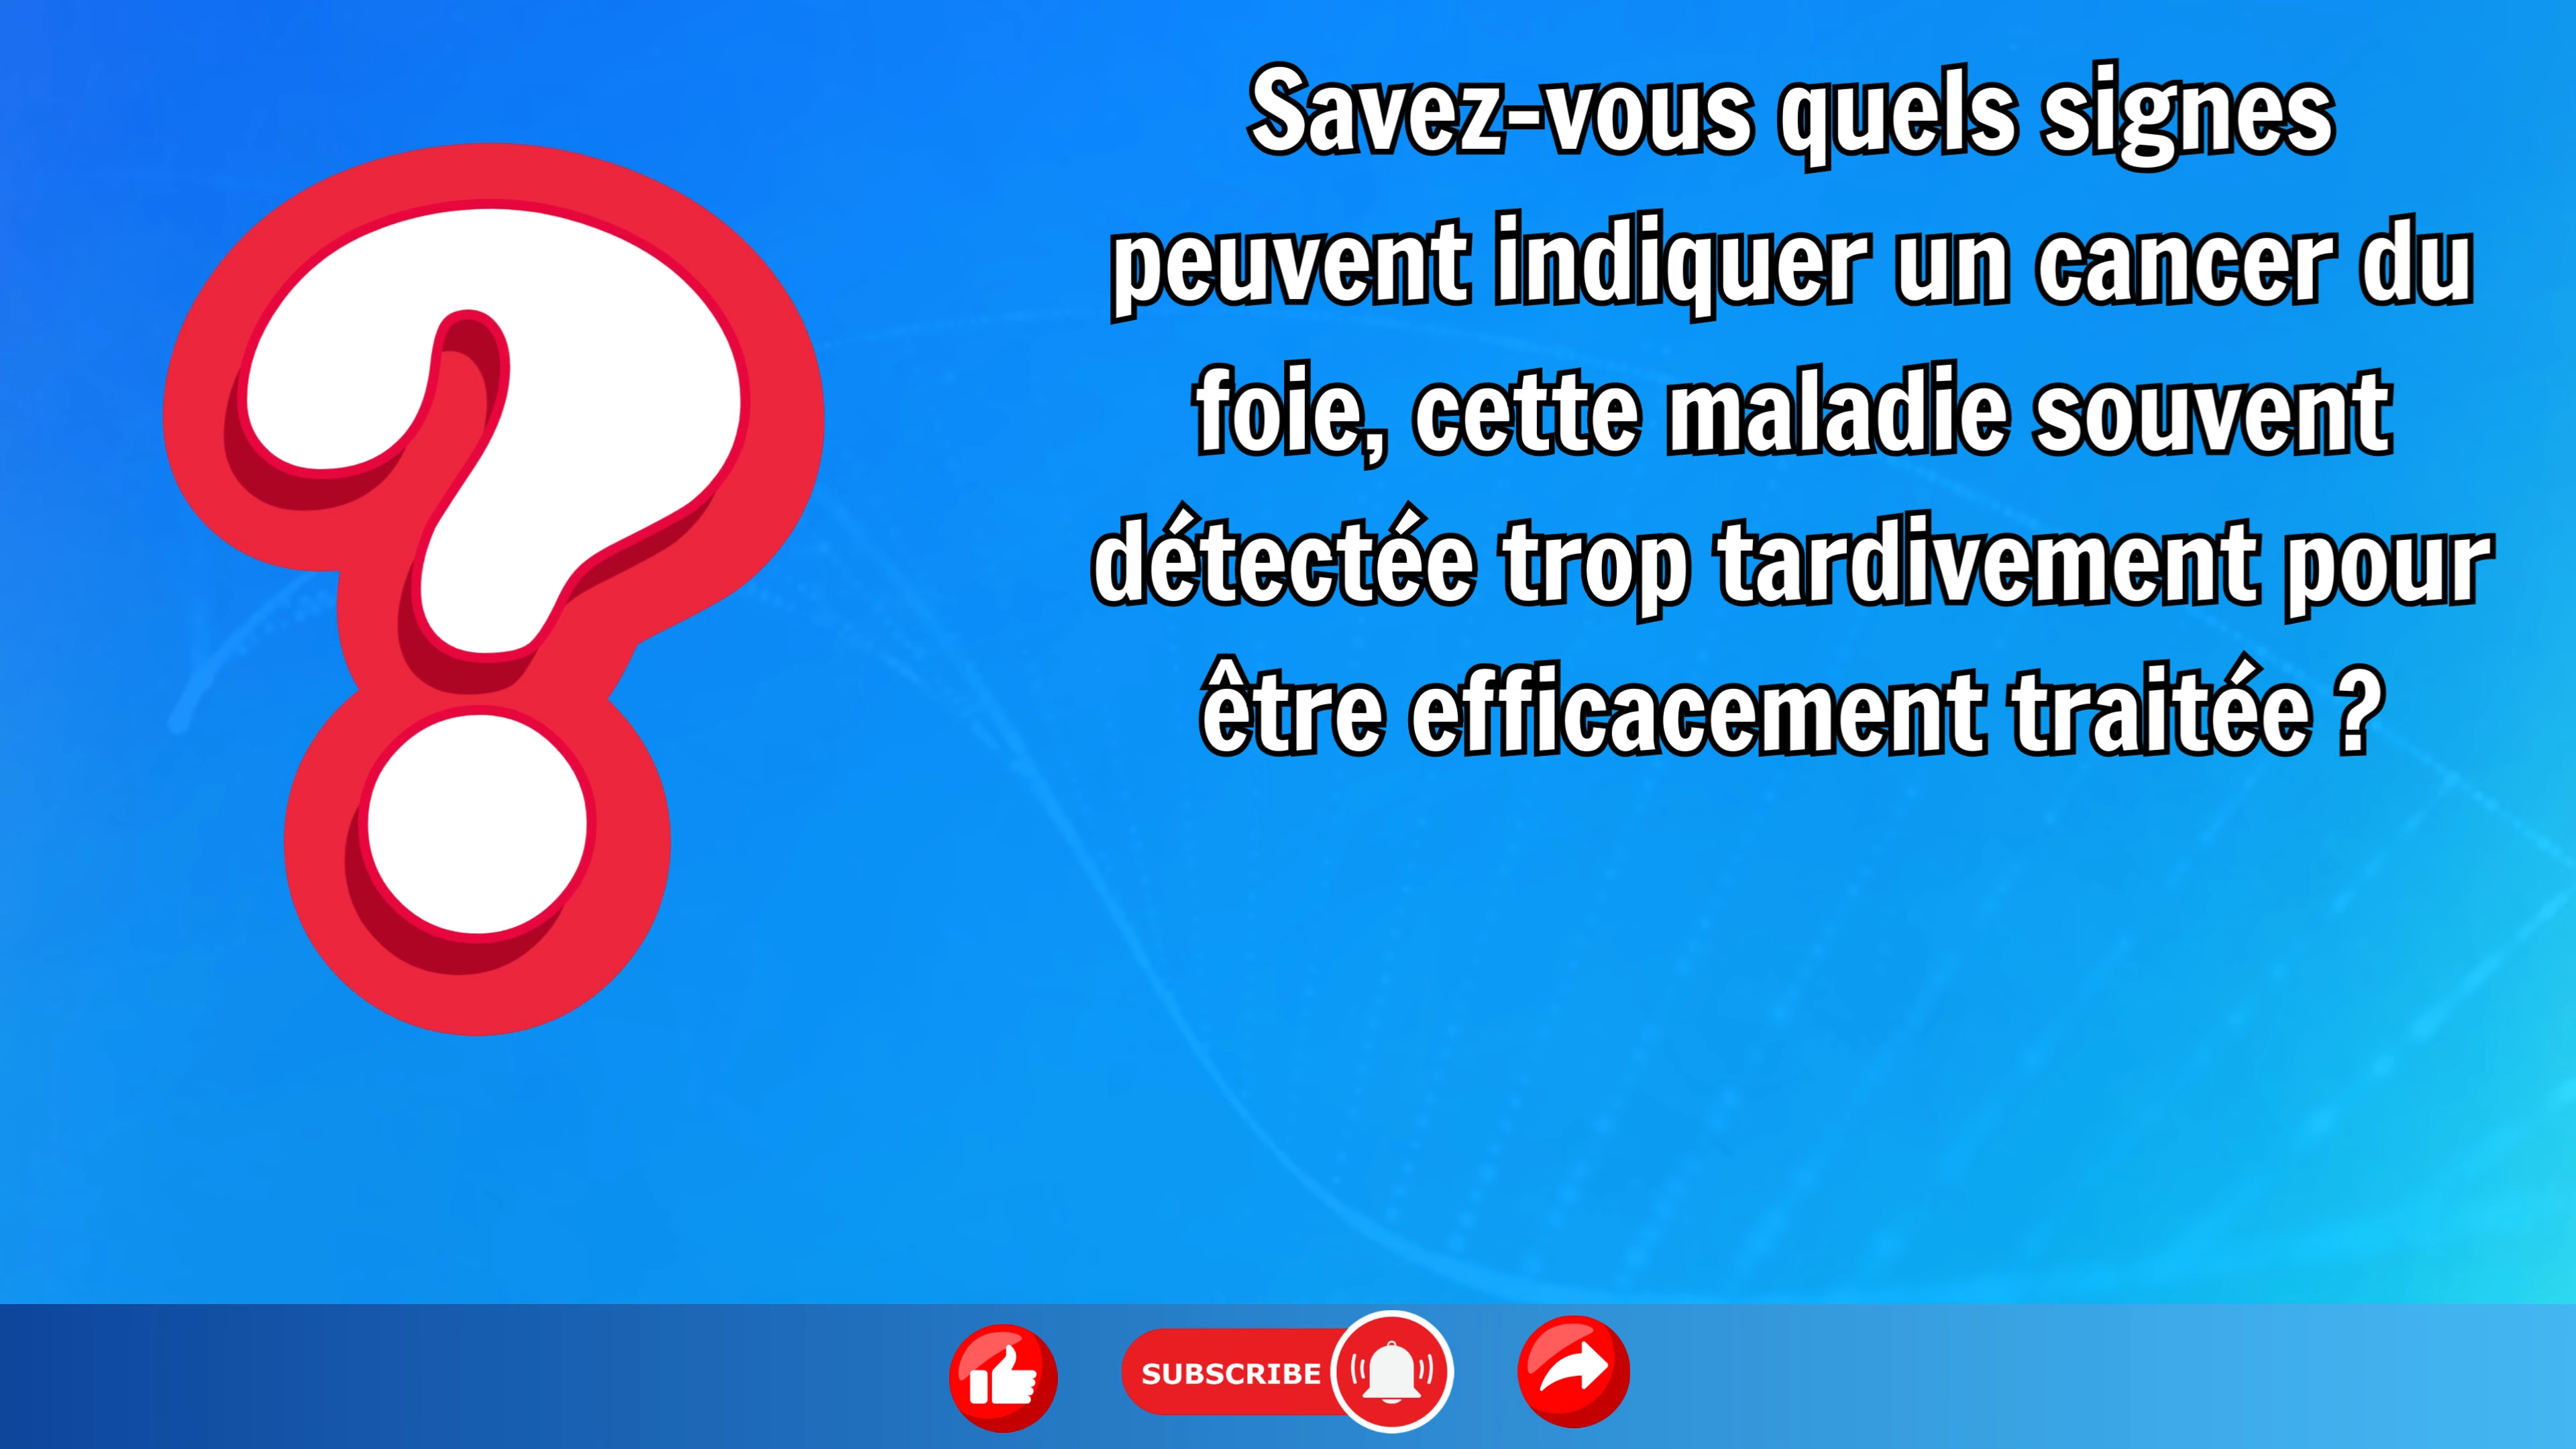 Savez-vous quels signes
peuvent indiquer un cancer du
foie, cette maladie souvent
détectée trop tardivement pour
être efficacement traitée ?
SUBSCRIBE